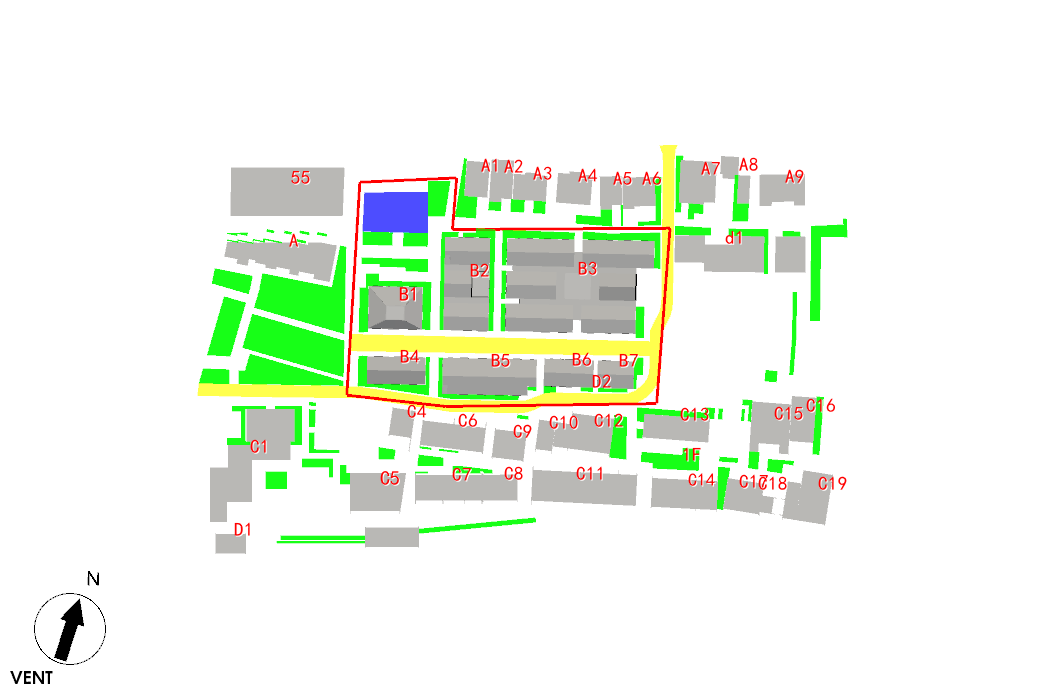 A1 A2 A3 A4 A5 A6 A7 A8 A9
55
A d1
B2 B3
B1
B4 B5 B6 B7
D2
C4 C6 C9 C10 C12 C13 C15 C16
C1 1F
C5 C7 C8 C11 C14 C17 C18 C19
D1
N
VENT